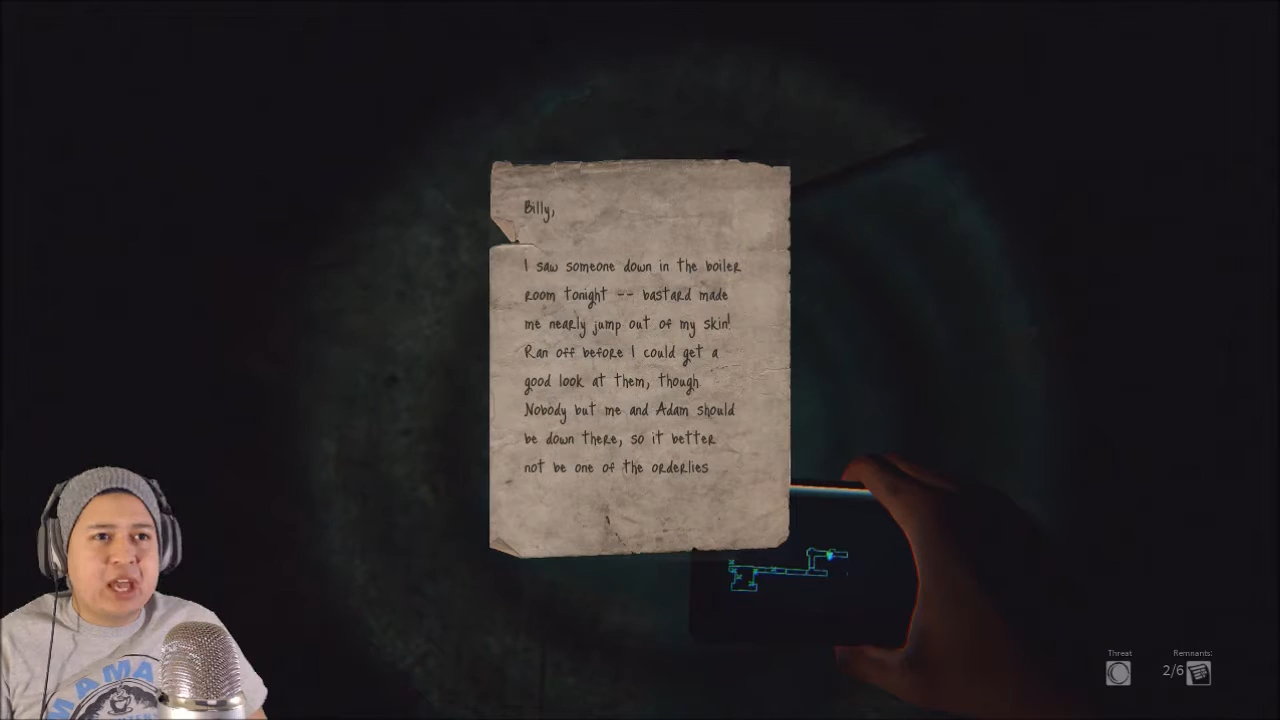 Billy,
I saw someone down in the boiler
room tonight -- bastard made
me nearly jump out of my skin!
Ran off before I could get a
good look at them, though
Nobody but me and Adam should
be down there, so it better
not be one of the orderlies
MAMA
Threat
Remnants:
2/6